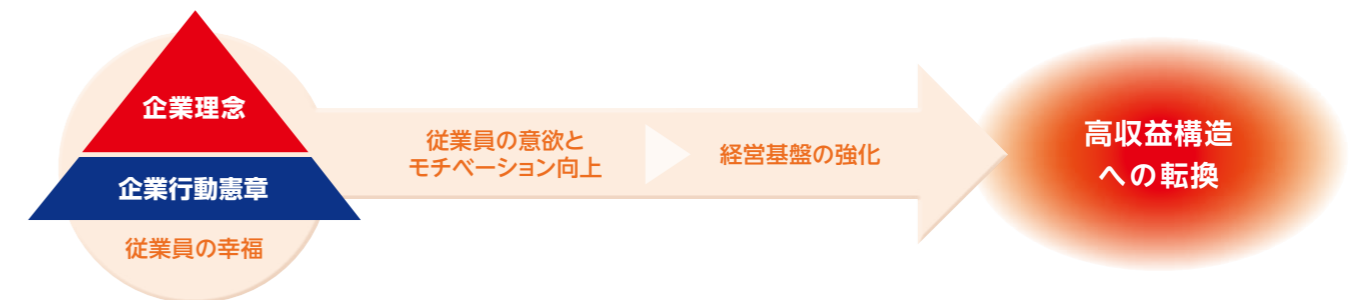 企業理念
企業行動憲章
従業員の幸福
従業員の意欲と
モチベーション向上
経営基盤の強化
高収益構造
への転換